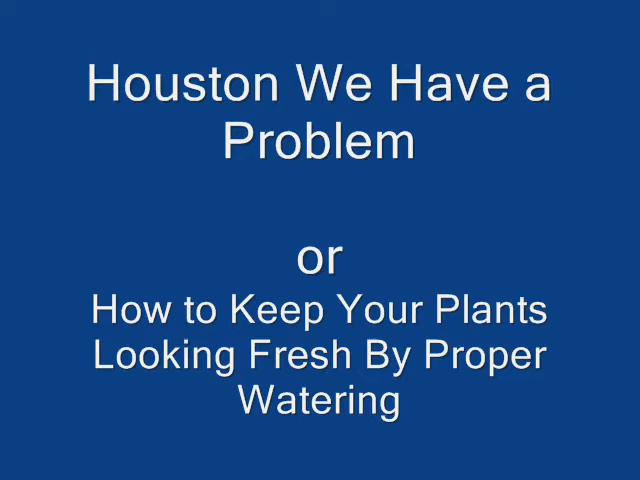 Houston We Have a
Problem
or
How to Keep Your Plants
Looking Fresh By Proper
Watering